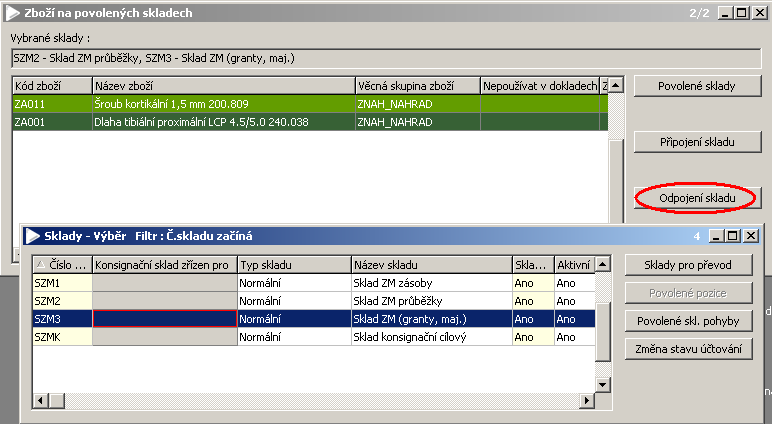 Zboží na povolených skladech 2/2
Vybrané sklady :
SZM2 - Sklad ZM průběžky, SZM3 - Sklad ZM (granty, maj.)
Kód zboží Název zboží Věcná skupina zboží Nepoužívat v dokladech Z
ZA011 Šroub kortikální 1,5 mm 200.809 ZNAH_NAHRAD
ZA001 Dlaha tibiální proximální LCP 4.5/5.0 240.038 ZNAH_NAHRAD
Povolené sklady
Připojení skladu
Odpojení skladu
Sklady - Výběr Filtr : Č.skladu začíná 4
Číslo ... Konsignační sklad zřízen pro Typ skladu Název skladu Skla... Aktivní
SZM1 Normální Sklad ZM zásoby Ano Ano
SZM2 Normální Sklad ZM průběžky Ano Ano
SZM3 Normální Sklad ZM (granty, maj.) Ano Ano
SZMK Normální Sklad konsignační cílový Ano Ano
Sklady pro převod
Povolené pozice
Povolené skl. pohyby
Změna stavu účtování